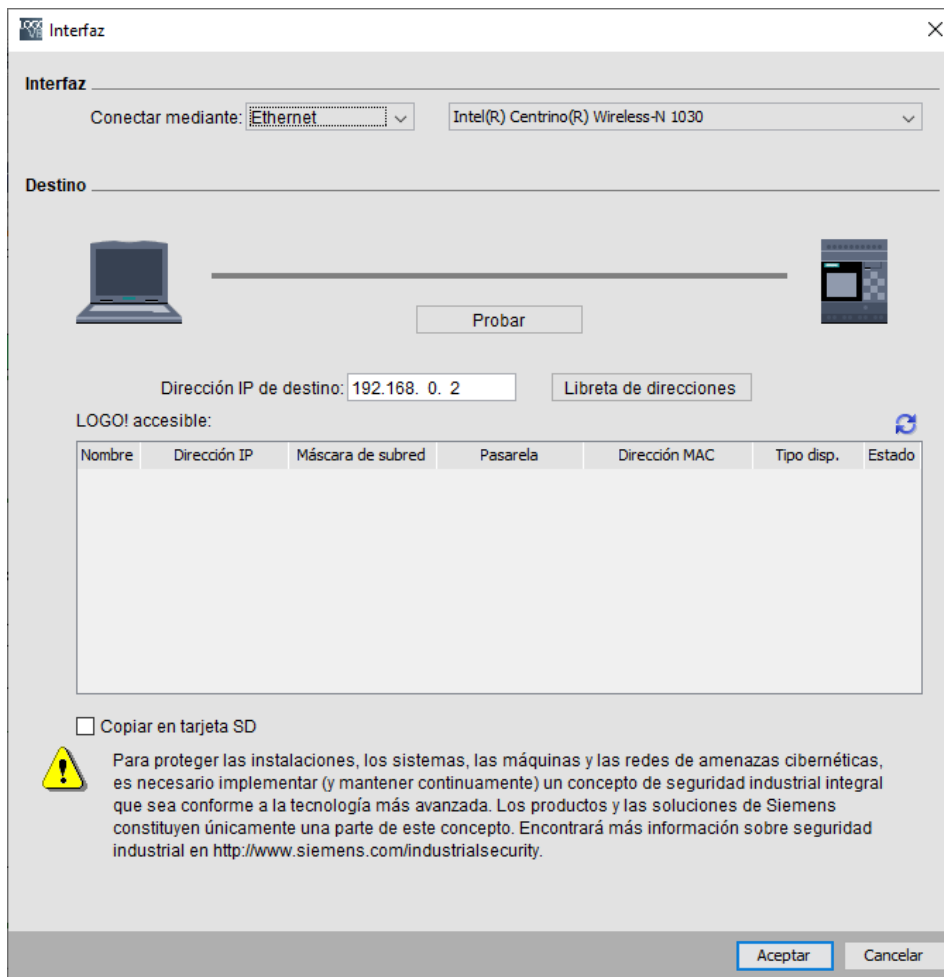 Interfaz
Interfaz
Conectar mediante: Ethernet Intel(R) Centrino(R) Wireless-N 1030
Destino
Probar
Dirección IP de destino: 192.168. 0. 2 Libreta de direcciones
LOGO! accesible:
Nombre Dirección IP Máscara de subred Pasarela Dirección MAC Tipo disp. Estado
Copiar en tarjeta SD
Para proteger las instalaciones, los sistemas, las máquinas y las redes de amenazas cibernéticas,
es necesario implementar (y mantener continuamente) un concepto de seguridad industrial integral
que sea conforme a la tecnología más avanzada. Los productos y las soluciones de Siemens
constituyen únicamente una parte de este concepto. Encontrará más información sobre seguridad
industrial en http://www.siemens.com/industrialsecurity.
Aceptar Cancelar